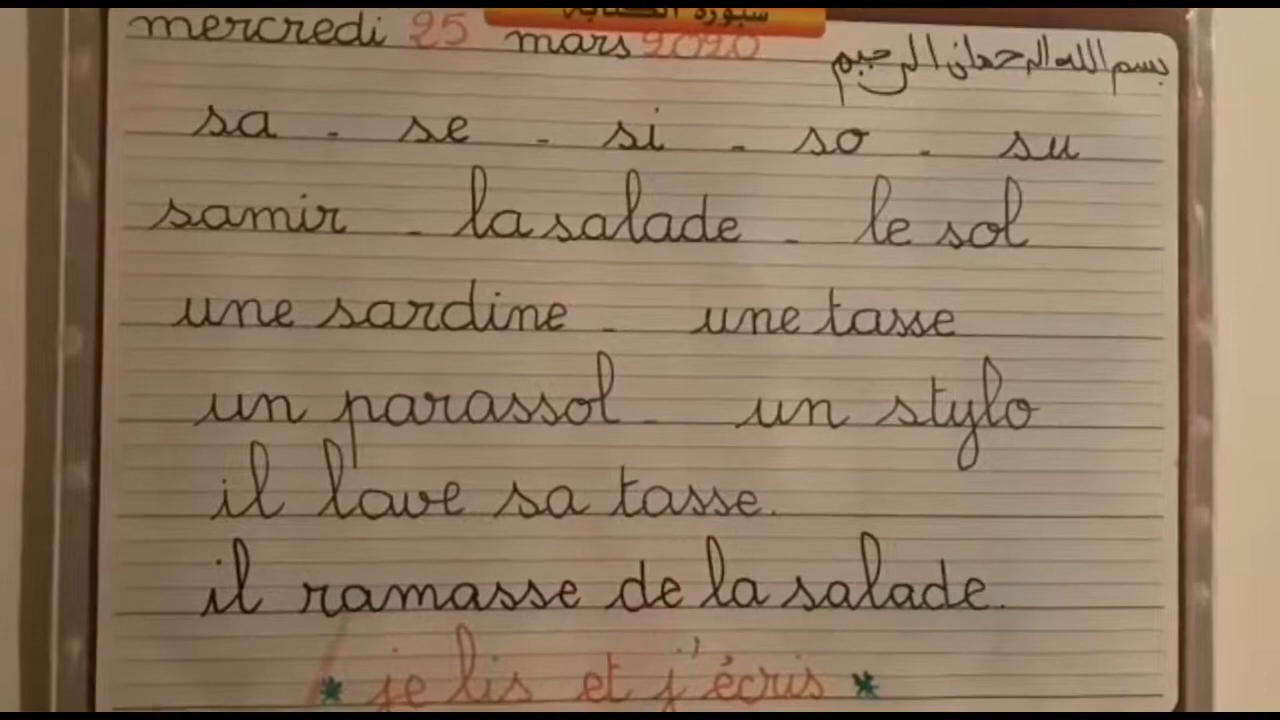 سبورة الكتابة
mercredi 25 mars 2020 بسم الله الرحمان الرحيم
sa - se - si - so - su
samir - la salade - le sol
une sardine - une tasse
un parassol - un stylo
il lave sa tasse.
il ramasse de la salade.
* je lis et j'écris *